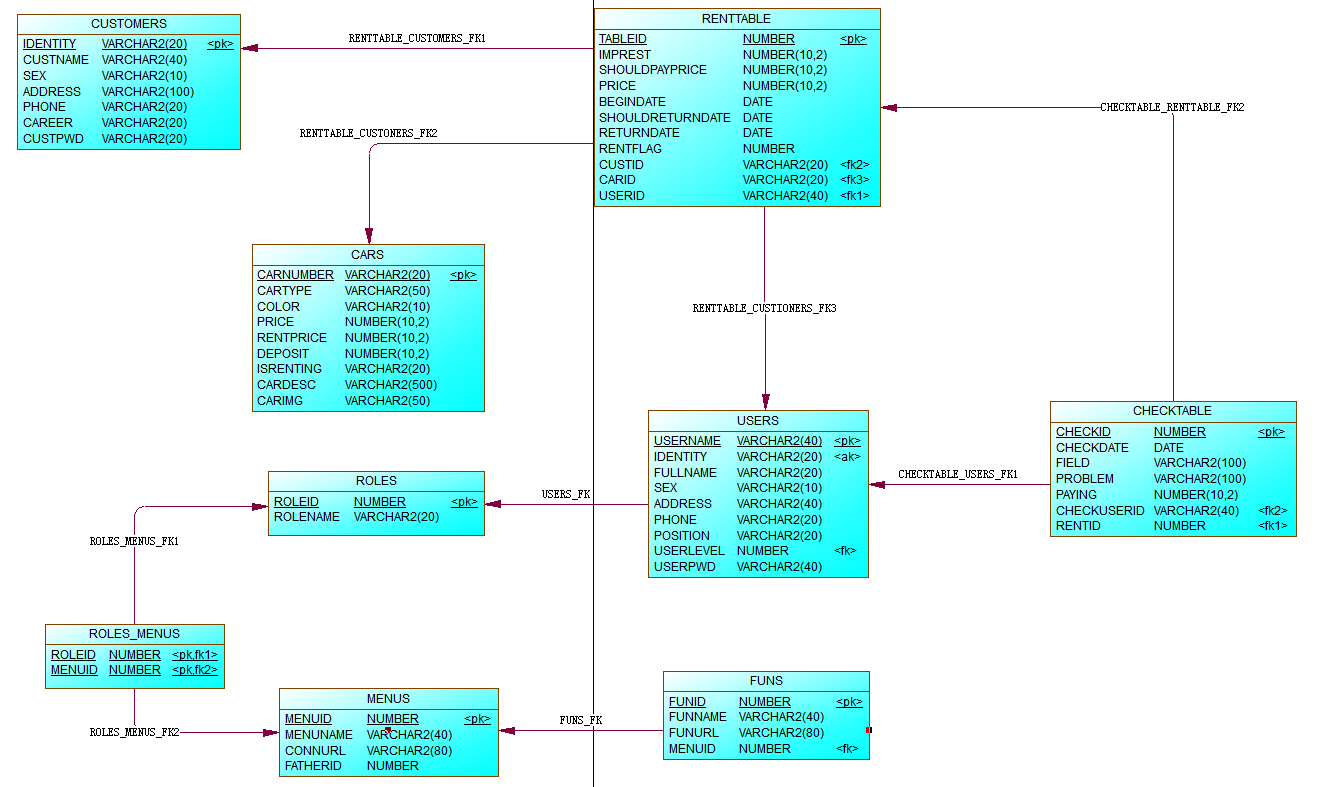 CUSTOMERS
IDENTITY VARCHAR2(20) <pk>
CUSTNAME VARCHAR2(40)
SEX VARCHAR2(10)
ADDRESS VARCHAR2(100)
PHONE VARCHAR2(20)
CAREER VARCHAR2(20)
CUSTPWD VARCHAR2(20)
RENTTABLE_CUSTOMERS_FK1
RENTTABLE
TABLEID NUMBER <pk>
IMPREST NUMBER(10,2)
SHOULDPAYPRICE NUMBER(10,2)
PRICE NUMBER(10,2)
BEGINDATE DATE
SHOULDRETURNDATE DATE
RETURNDATE DATE
RENTFLAG NUMBER
CUSTID VARCHAR2(20) <fk2>
CARID VARCHAR2(20) <fk3>
USERID VARCHAR2(40) <fk1>
CHECKTABLE_RENTTABLE_FK2
RENTTABLE_CUSTONERS_FK2
CARS
CARNUMBER VARCHAR2(20) <pk>
CARTYPE VARCHAR2(50)
COLOR VARCHAR2(10)
PRICE NUMBER(10,2)
RENTPRICE NUMBER(10,2)
DEPOSIT NUMBER(10,2)
ISRENTING VARCHAR2(20)
CARDESC VARCHAR2(500)
CARIMG VARCHAR2(50)
RENTTABLE_CUSTIONERS_FK3
USERS
USERNAME VARCHAR2(40) <pk>
IDENTITY VARCHAR2(20) <ak>
FULLNAME VARCHAR2(20)
SEX VARCHAR2(10)
ADDRESS VARCHAR2(40)
PHONE VARCHAR2(20)
POSITION VARCHAR2(20)
USERLEVEL NUMBER <fk>
USERPWD VARCHAR2(40)
CHECKTABLE_USERS_FK1
CHECKTABLE
CHECKID NUMBER <pk>
CHECKDATE DATE
FIELD VARCHAR2(100)
PROBLEM VARCHAR2(100)
PAYING NUMBER(10,2)
CHECKUSERID VARCHAR2(40) <fk2>
RENTID NUMBER <fk1>
ROLES
ROLEID NUMBER <pk>
ROLENAME VARCHAR2(20)
USERS_FK
ROLES_MENUS_FK1
ROLES_MENUS
ROLEID NUMBER <pk,fk1>
MENUID NUMBER <pk,fk2>
ROLES_MENUS_FK2
MENUS
MENUID NUMBER <pk>
MENUNAME VARCHAR2(40)
CONNURL VARCHAR2(80)
FATHERID NUMBER
FUNS_FK
FUNS
FUNID NUMBER <pk>
FUNNAME VARCHAR2(40)
FUNURL VARCHAR2(80)
MENUID NUMBER <fk>